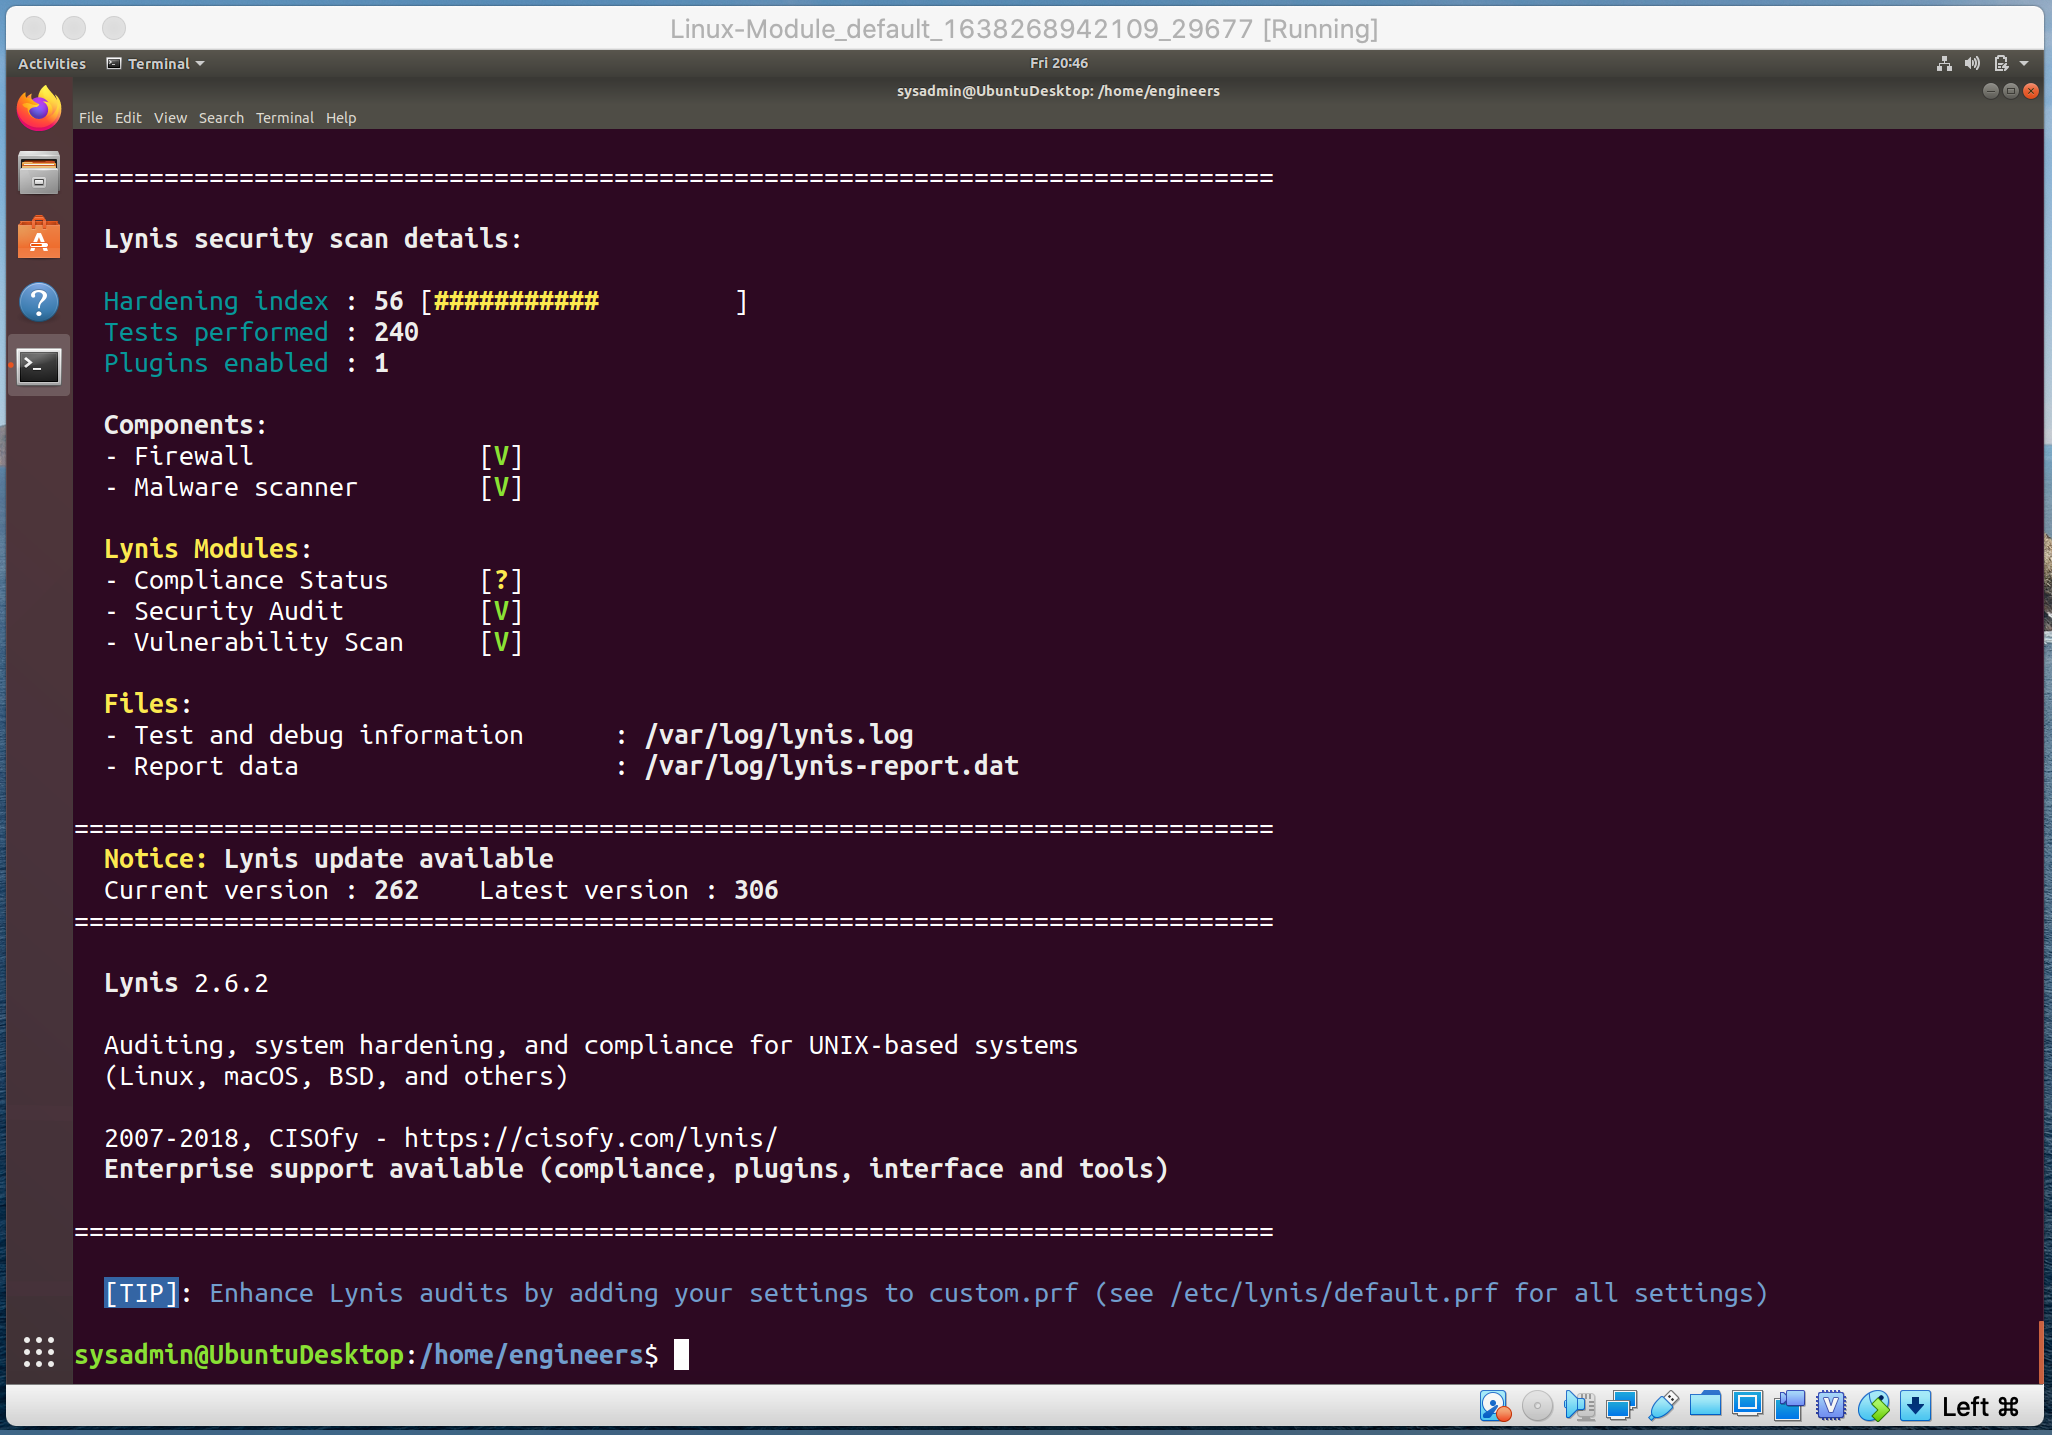 Linux-Module_default_1638268942109_29677 [Running]
Activities Terminal Fri 20:46
sysadmin@UbuntuDesktop: /home/engineers
File Edit View Search Terminal Help
================================================================================
Lynis security scan details:
Hardening index : 56 [########### ]
Tests performed : 240
Plugins enabled : 1
Components:
- Firewall [V]
- Malware scanner [V]
Lynis Modules:
- Compliance Status [?]
- Security Audit [V]
- Vulnerability Scan [V]
Files:
- Test and debug information : /var/log/lynis.log
- Report data : /var/log/lynis-report.dat
================================================================================
Notice: Lynis update available
Current version : 262 Latest version : 306
================================================================================
Lynis 2.6.2
Auditing, system hardening, and compliance for UNIX-based systems
(Linux, macOS, BSD, and others)
2007-2018, CISOfy - https://cisofy.com/lynis/
Enterprise support available (compliance, plugins, interface and tools)
================================================================================
[TIP]: Enhance Lynis audits by adding your settings to custom.prf (see /etc/lynis/default.prf for all settings)
sysadmin@UbuntuDesktop:/home/engineers$
Left ⌘